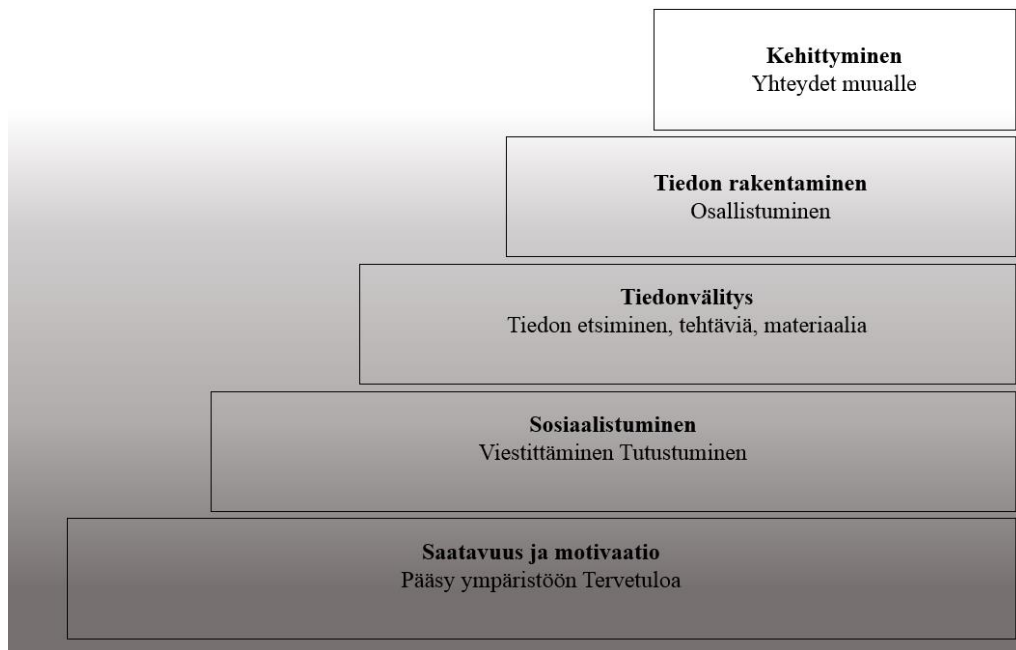 Kehittyminen
Yhteydet muualle
Tiedon rakentaminen
Osallistuminen
Tiedonvälitys
Tiedon etsiminen, tehtäviä, materiaalia
Sosiaalistuminen
Viestittäminen Tutustuminen
Saatavuus ja motivaatio
Pääsy ympäristöön Tervetuloa